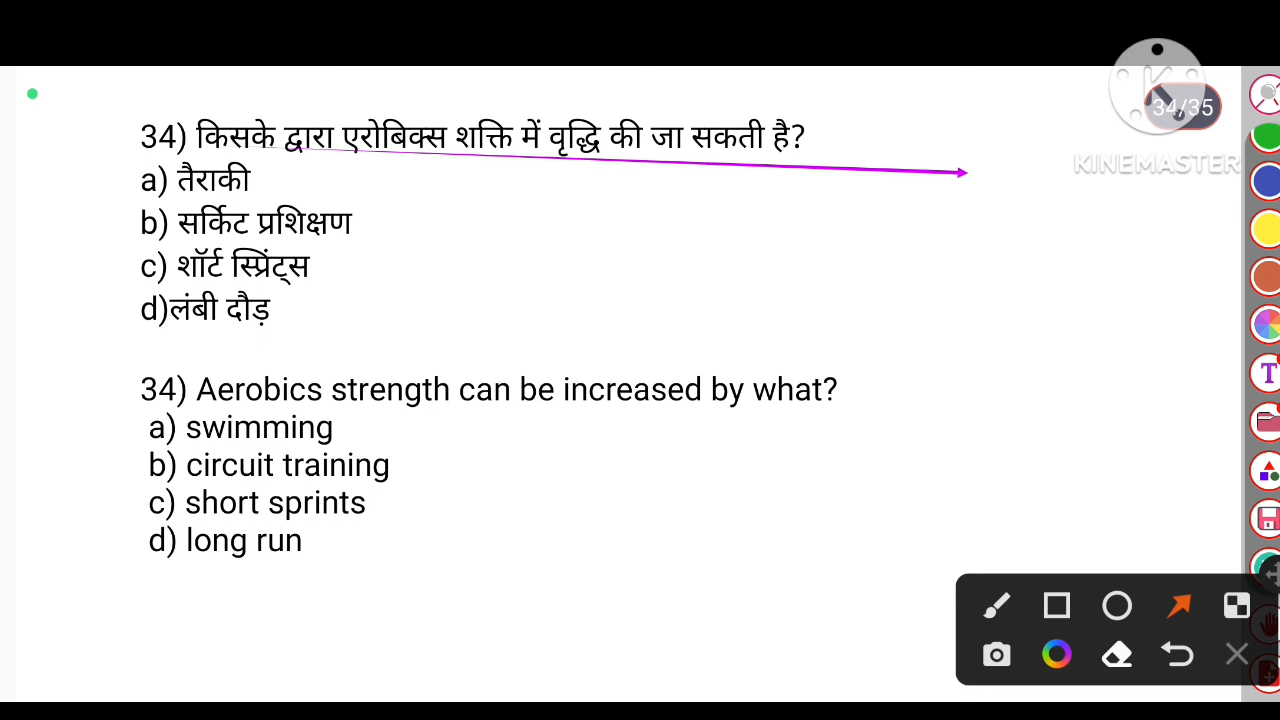 34/35
KINEMASTER
34) किसके द्वारा एरोबिक्स शक्ति में वृद्धि की जा सकती है?
a) तैराकी
b) सर्किट प्रशिक्षण
c) शॉर्ट स्प्रिंट्स
d)लंबी दौड़
34) Aerobics strength can be increased by what?
a) swimming
b) circuit training
c) short sprints
d) long run
T